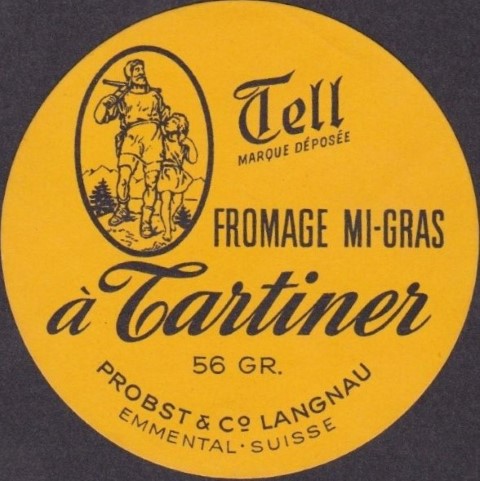 Tell
MARQUE DÉPOSÉE
FROMAGE MI-GRAS
à Tartiner
56 GR.
PROBST & Cº LANGNAU
EMMENTAL · SUISSE